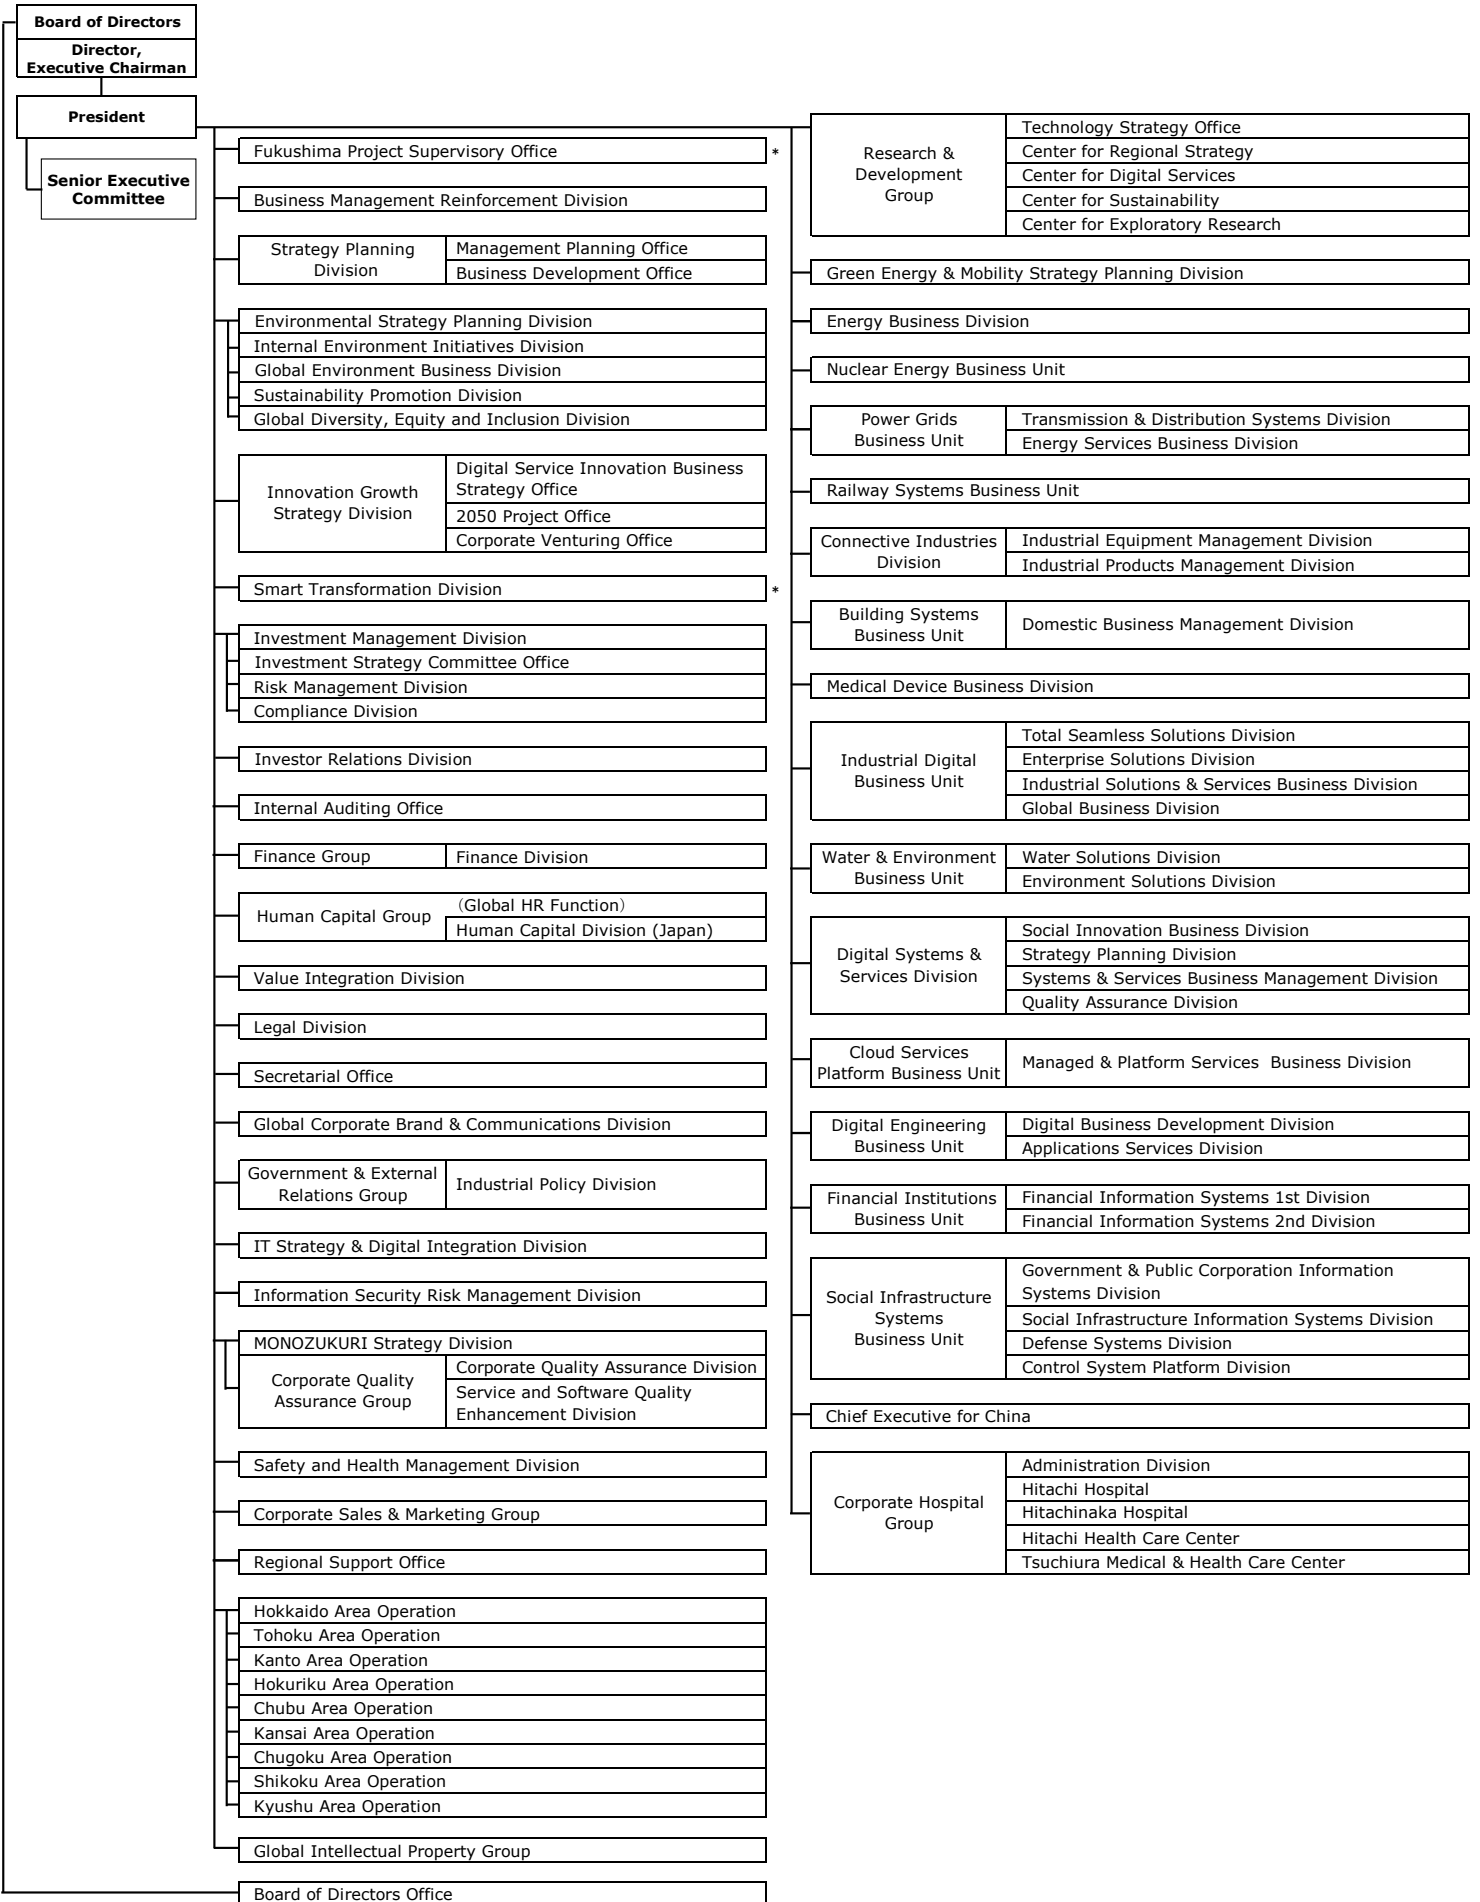 Board of Directors
Director,
Executive Chairman
President
Senior Executive
Committee
Fukushima Project Supervisory Office
*
Business Management Reinforcement Division
Strategy Planning
Division
Management Planning Office
Business Development Office
Environmental Strategy Planning Division
Internal Environment Initiatives Division
Global Environment Business Division
Sustainability Promotion Division
Global Diversity, Equity and Inclusion Division
Innovation Growth
Strategy Division
Digital Service Innovation Business
Strategy Office
2050 Project Office
Corporate Venturing Office
Smart Transformation Division
*
Investment Management Division
Investment Strategy Committee Office
Risk Management Division
Compliance Division
Investor Relations Division
Internal Auditing Office
Finance Group
Finance Division
Human Capital Group
（Global HR Function）
Human Capital Division (Japan)
Value Integration Division
Legal Division
Secretarial Office
Global Corporate Brand & Communications Division
Government & External
Relations Group
Industrial Policy Division
IT Strategy & Digital Integration Division
Information Security Risk Management Division
MONOZUKURI Strategy Division
Corporate Quality
Assurance Group
Corporate Quality Assurance Division
Service and Software Quality
Enhancement Division
Safety and Health Management Division
Corporate Sales & Marketing Group
Regional Support Office
Hokkaido Area Operation
Tohoku Area Operation
Kanto Area Operation
Hokuriku Area Operation
Chubu Area Operation
Kansai Area Operation
Chugoku Area Operation
Shikoku Area Operation
Kyushu Area Operation
Global Intellectual Property Group
Board of Directors Office
Research &
Development
Group
Technology Strategy Office
Center for Regional Strategy
Center for Digital Services
Center for Sustainability
Center for Exploratory Research
Green Energy & Mobility Strategy Planning Division
Energy Business Division
Nuclear Energy Business Unit
Power Grids
Business Unit
Transmission & Distribution Systems Division
Energy Services Business Division
Railway Systems Business Unit
Connective Industries
Division
Industrial Equipment Management Division
Industrial Products Management Division
Building Systems
Business Unit
Domestic Business Management Division
Medical Device Business Division
Industrial Digital
Business Unit
Total Seamless Solutions Division
Enterprise Solutions Division
Industrial Solutions & Services Business Division
Global Business Division
Water & Environment
Business Unit
Water Solutions Division
Environment Solutions Division
Digital Systems &
Services Division
Social Innovation Business Division
Strategy Planning Division
Systems & Services Business Management Division
Quality Assurance Division
Cloud Services
Platform Business Unit
Managed & Platform Services Business Division
Digital Engineering
Business Unit
Digital Business Development Division
Applications Services Division
Financial Institutions
Business Unit
Financial Information Systems 1st Division
Financial Information Systems 2nd Division
Social Infrastructure
Systems
Business Unit
Government & Public Corporation Information
Systems Division
Social Infrastructure Information Systems Division
Defense Systems Division
Control System Platform Division
Chief Executive for China
Corporate Hospital
Group
Administration Division
Hitachi Hospital
Hitachinaka Hospital
Hitachi Health Care Center
Tsuchiura Medical & Health Care Center